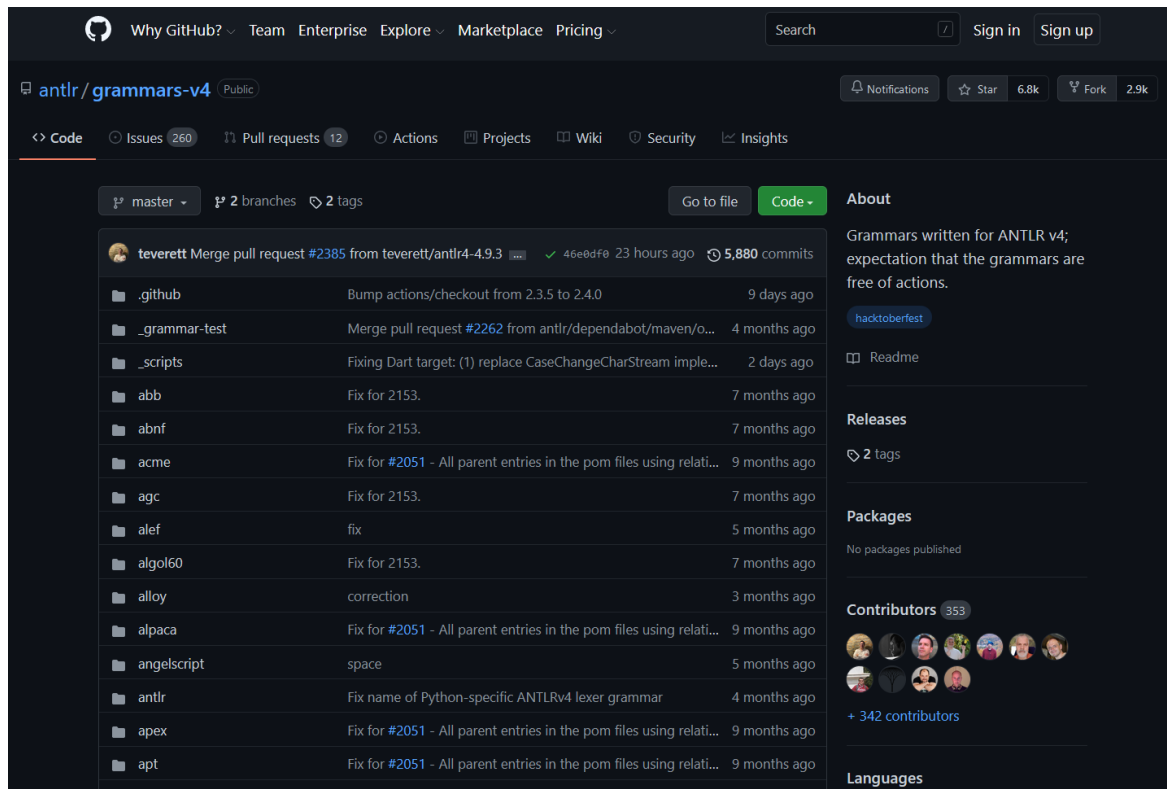 Why GitHub? Team Enterprise Explore Marketplace Pricing Search / Sign in Sign up
antlr / grammars-v4 Public Notifications Star 6.8k Fork 2.9k
Code Issues 260 Pull requests 12 Actions Projects Wiki Security Insights
master 2 branches 2 tags Go to file Code
teverett Merge pull request #2385 from teverett/antlr4-4.9.3 ... 46e0df0 23 hours ago 5,880 commits
.github Bump actions/checkout from 2.3.5 to 2.4.0 9 days ago
_grammar-test Merge pull request #2262 from antlr/dependabot/maven/o... 4 months ago
_scripts Fixing Dart target: (1) replace CaseChangeCharStream imple... 2 days ago
abb Fix for 2153. 7 months ago
abnf Fix for 2153. 7 months ago
acme Fix for #2051 - All parent entries in the pom files using relati... 9 months ago
agc Fix for 2153. 7 months ago
alef fix 5 months ago
algol60 Fix for 2153. 7 months ago
alloy correction 3 months ago
alpaca Fix for #2051 - All parent entries in the pom files using relati... 9 months ago
angelscript space 5 months ago
antlr Fix name of Python-specific ANTLRv4 lexer grammar 4 months ago
apex Fix for #2051 - All parent entries in the pom files using relati... 9 months ago
apt Fix for #2051 - All parent entries in the pom files using relati... 9 months ago
About
Grammars written for ANTLR v4;
expectation that the grammars are
free of actions.
hacktoberfest
Readme
Releases
2 tags
Packages
No packages published
Contributors 353
+ 342 contributors
Languages